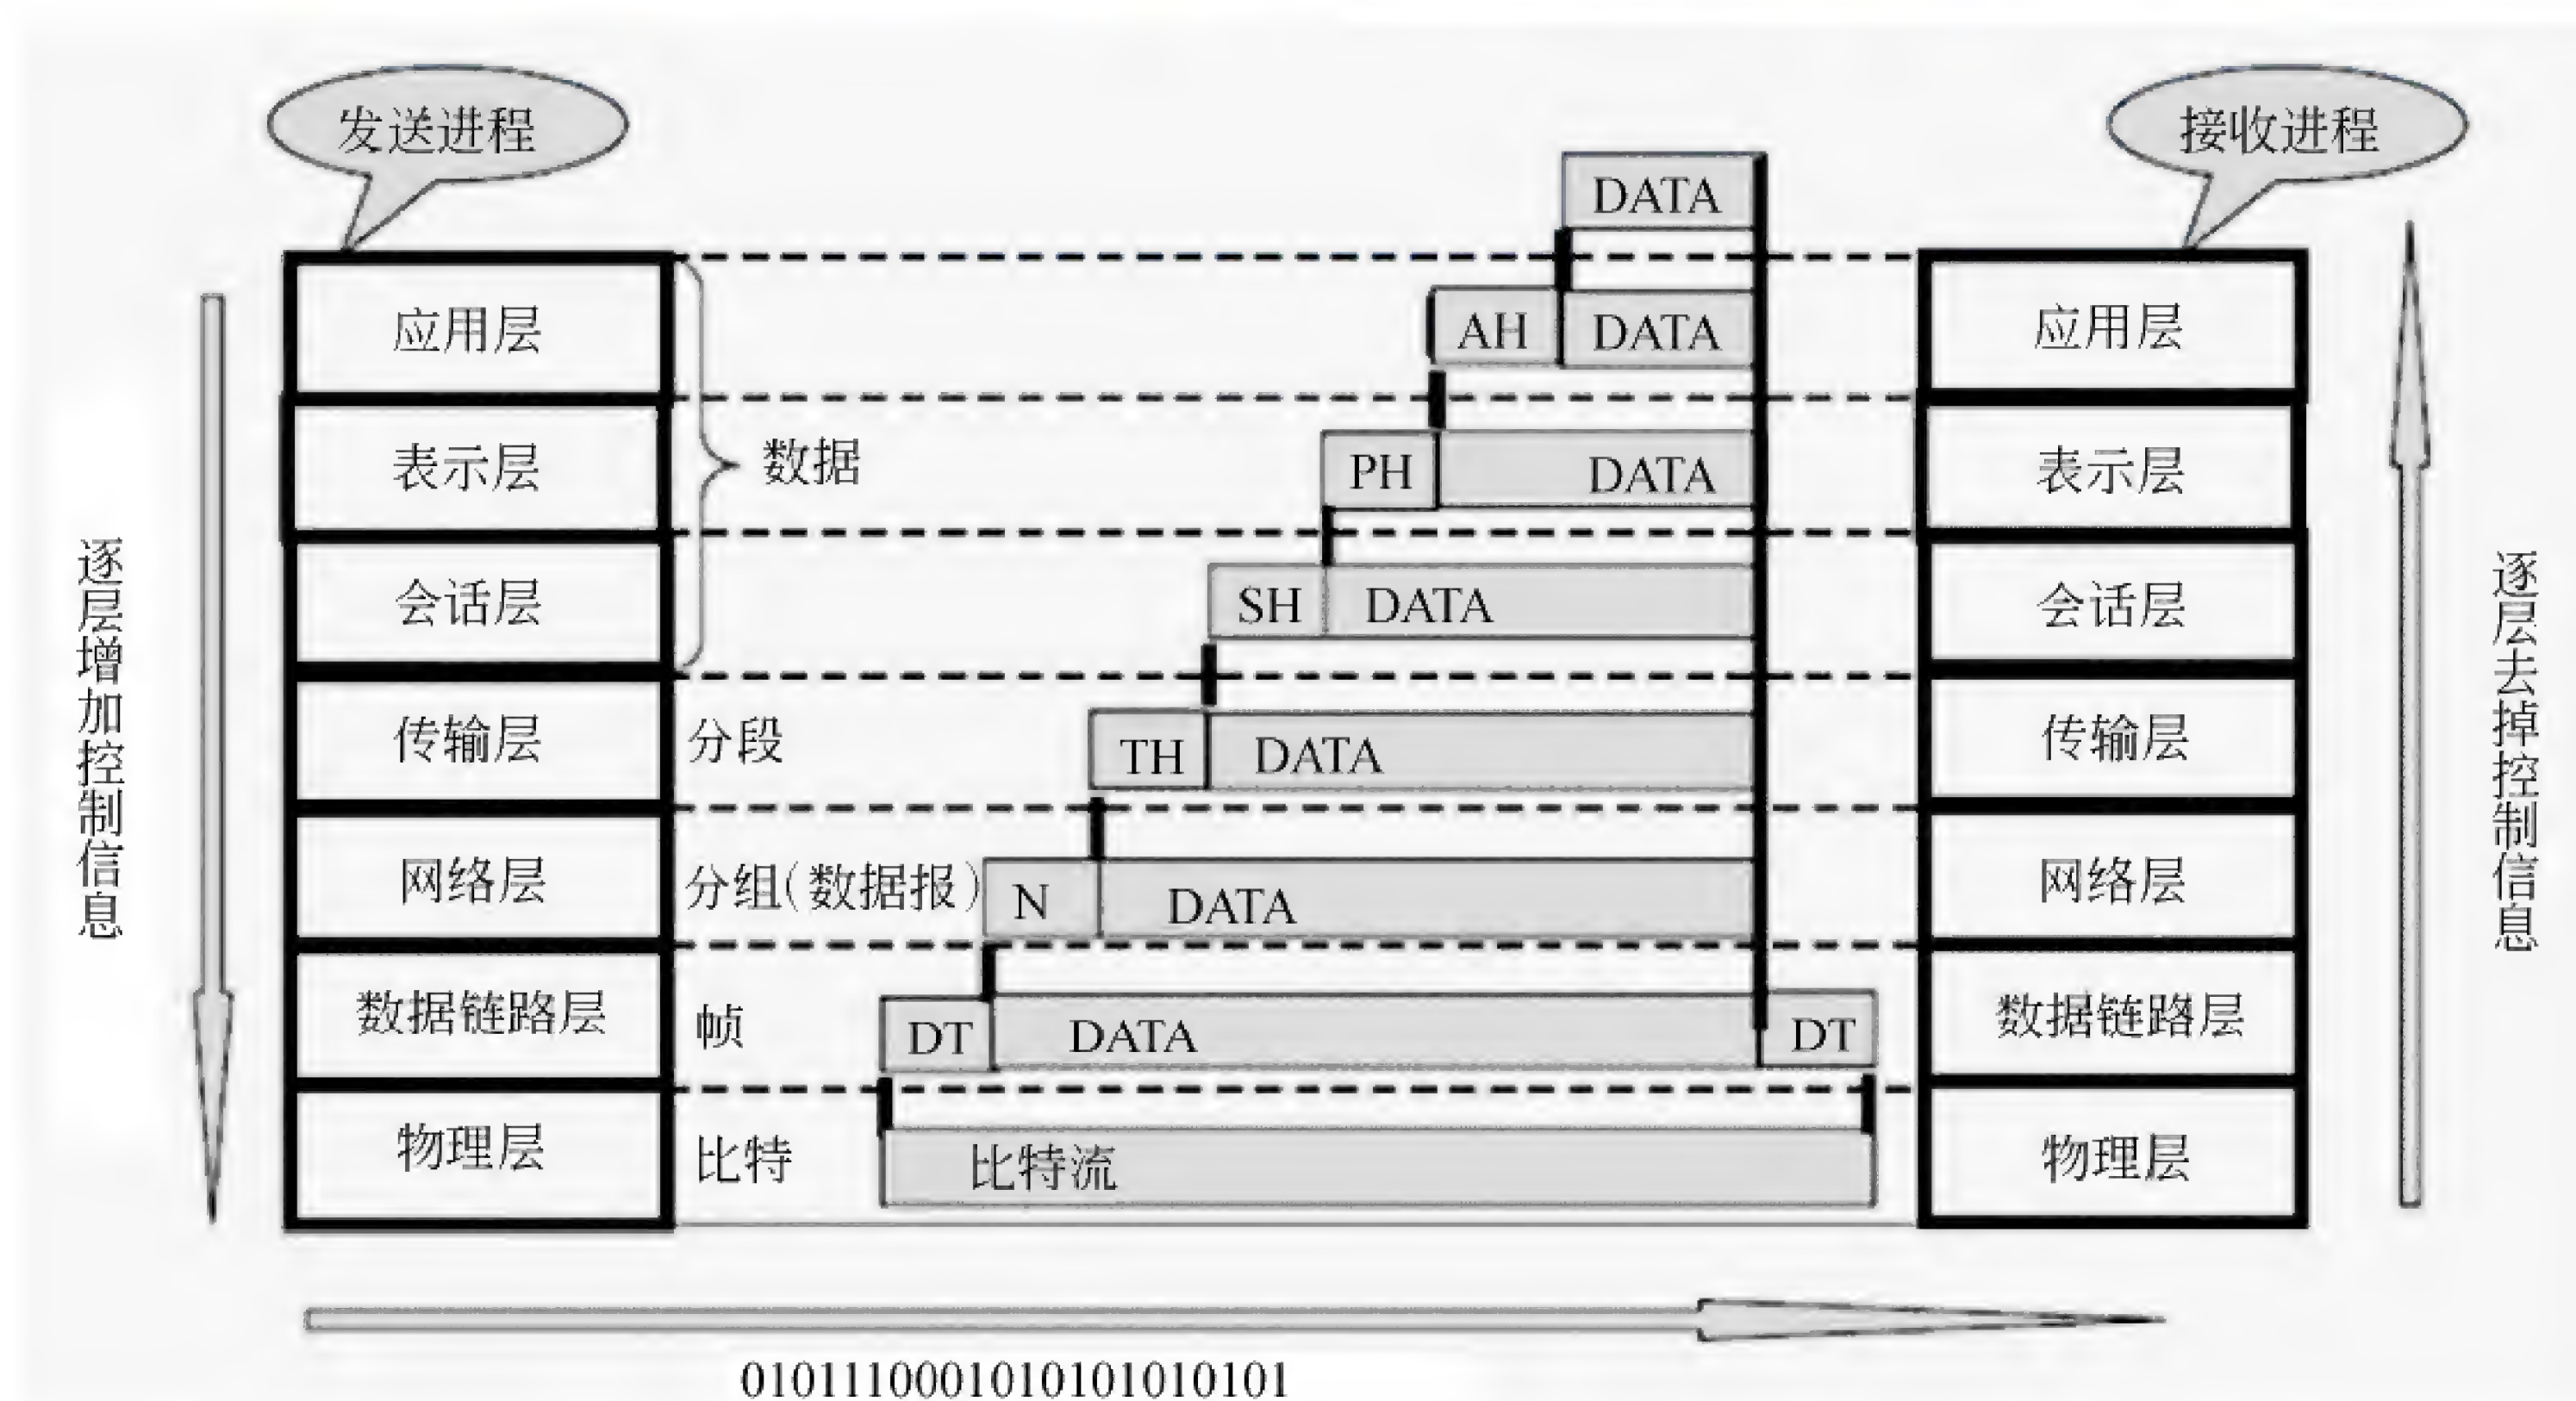 发送进程
接收进程
DATA
应用层
AH
DATA
应用层
表示层
数据
PH
DATA
表示层
会话层
SH
DATA
会话层
传输层
分段
TH
DATA
传输层
网络层
分组(数据报)
N
DATA
网络层
数据链路层
帧
DT
DATA
DT
数据链路层
物理层
比特
比特流
物理层
逐层增加控制信息
逐层去掉控制信息
0101110001010101010101